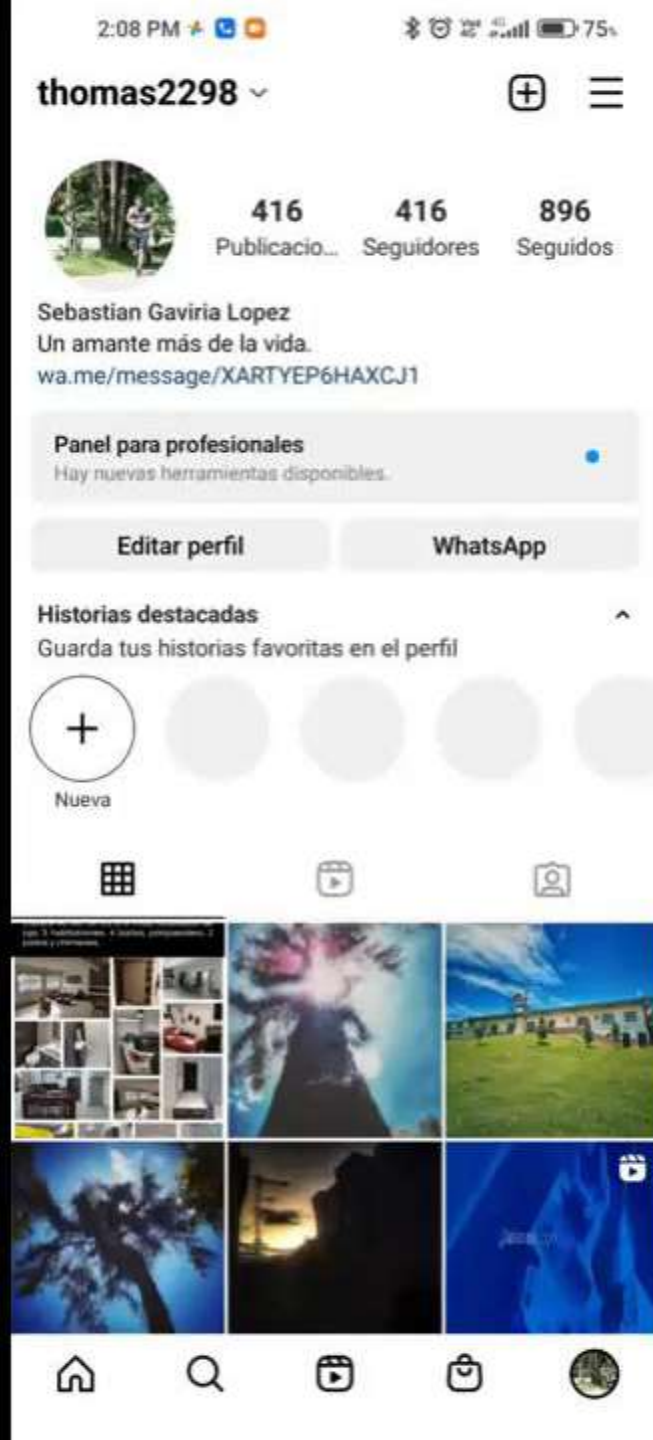 2:08 PM 75%
thomas2298
416 416 896
Publicacio... Seguidores Seguidos
Sebastian Gaviria Lopez
Un amante más de la vida.
wa.me/message/XARTYEP6HAXCJ1
Panel para profesionales
Hay nuevas herramientas disponibles.
Editar perfil WhatsApp
Historias destacadas
Guarda tus historias favoritas en el perfil
Nueva